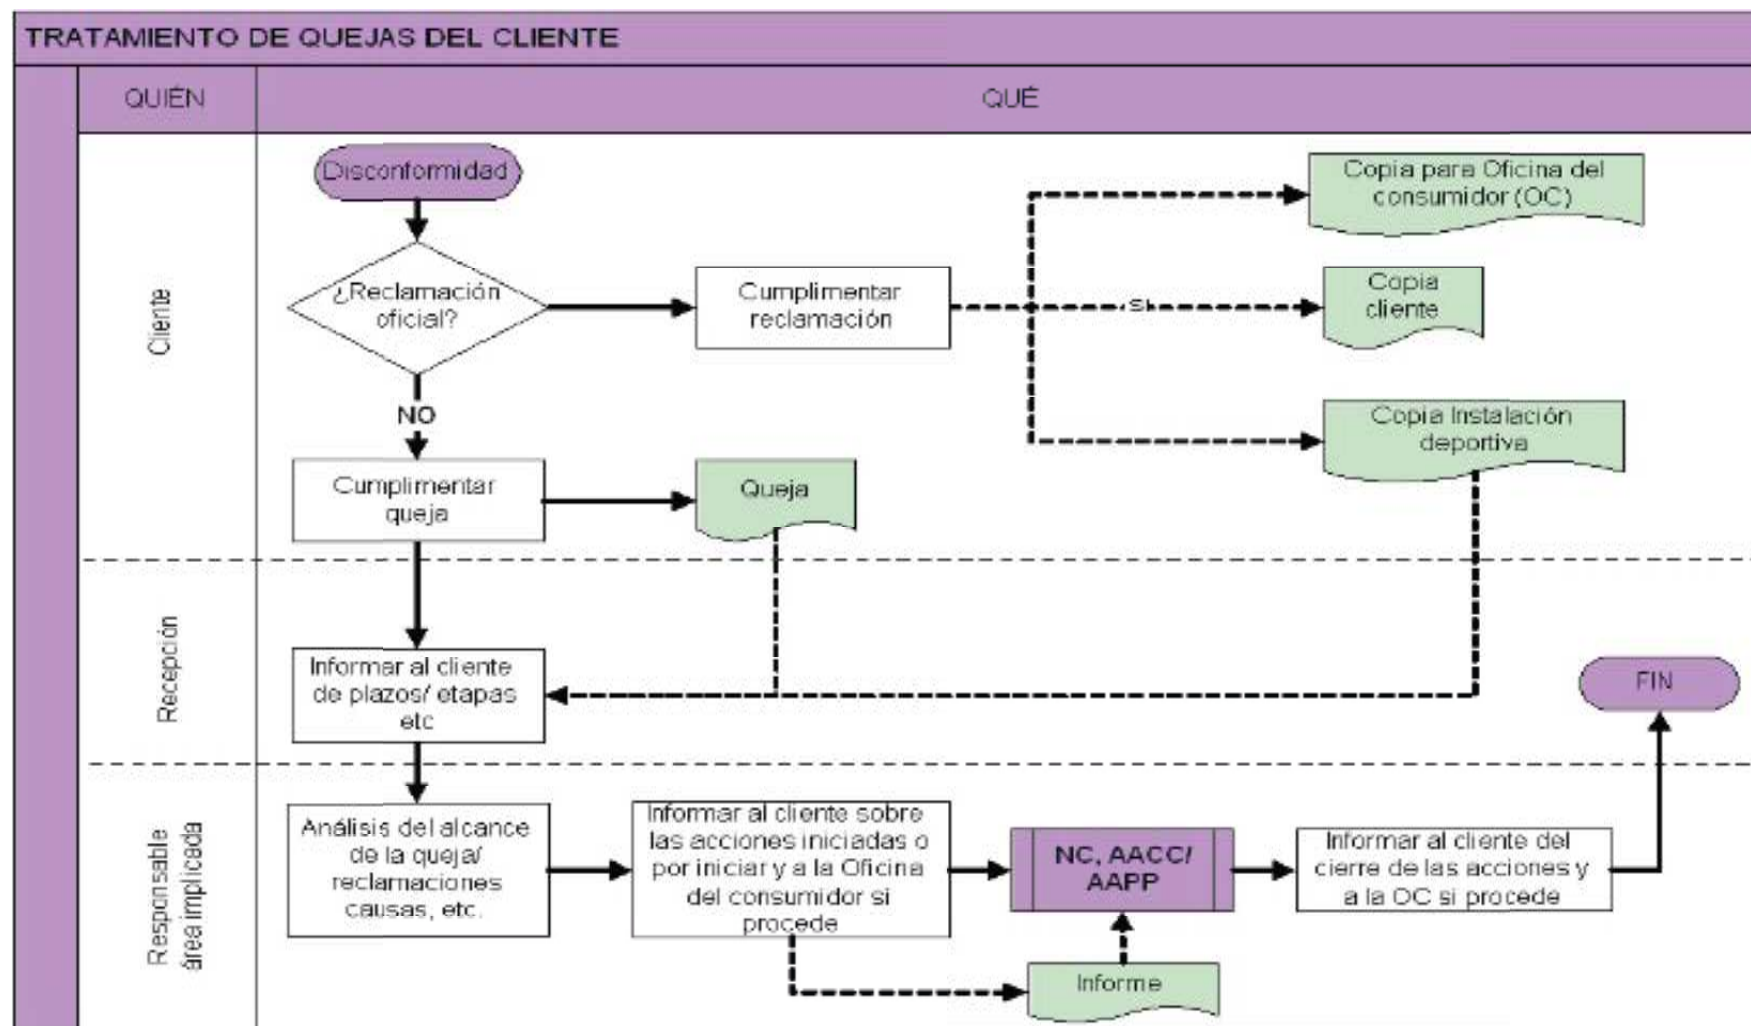 TRATAMIENTO DE QUEJAS DEL CLIENTE
QUIÉN
QUÉ
Cliente
Disconformidad
¿Reclamación
oficial?
Cumplimentar
reclamación
SI
Copia para Oficina del
consumidor (OC)
Copia
cliente
Copia Instalación
deportiva
NO
Cumplimentar
queja
Queja
Recepción
Informar al cliente
de plazos/ etapas
etc
FIN
Responsable
área implicada
Análisis del alcance
de la queja/
reclamaciones
causas, etc.
Informar al cliente sobre
las acciones iniciadas o
por iniciar y a la Oficina
del consumidor si
procede
NC, AACC/
AAPP
Informar al cliente del
cierre de las acciones y
a la OC si procede
Informe